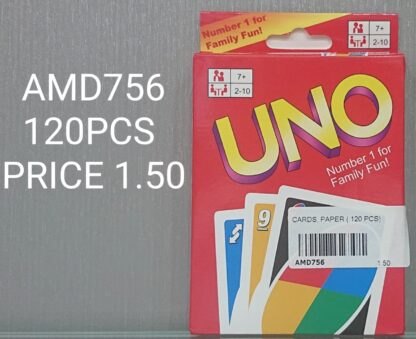 AMD756
120PCS
PRICE 1.50
Number 1 for
Family Fun!
7+
2-10
7+
2-10
UNO
Number 1 for
Family Fun!
9
CARDS, PAPER ( 120 PCS)
AMD756 1.50